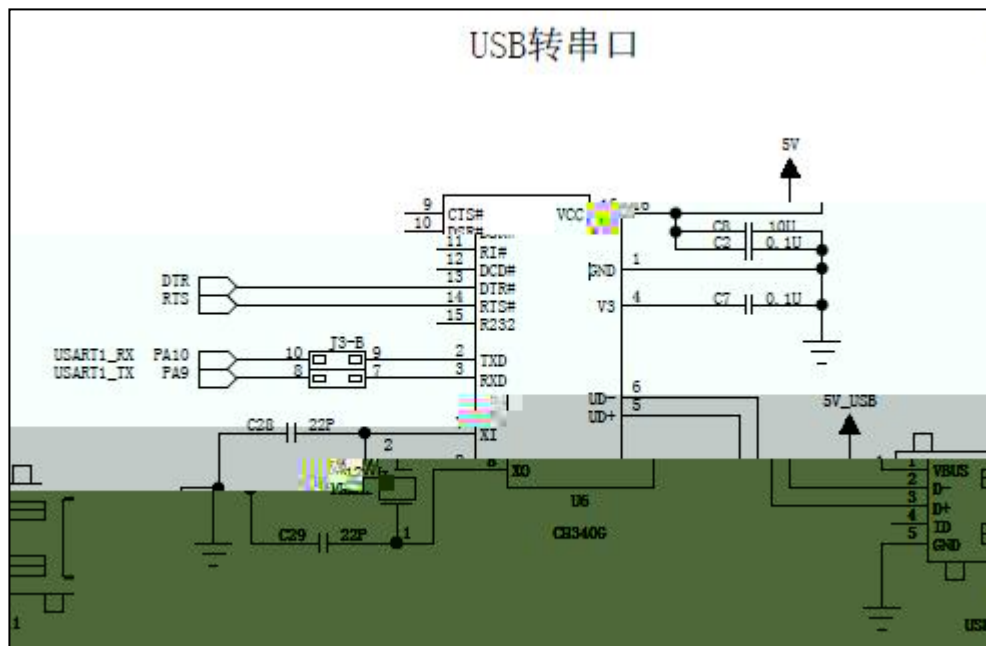 USB转串口
5V
9 CTS# VCC
10
C8 10U
C2 0.1U
11
12 RI#
13 DCD# GND 1
DTR 14 DTR#
RTS 15 RTS# V3 4 C7 0.1U
R232
J3-B
USART1_RX PA10 10 9 2 TXD
USART1_TX PA9 8 7 3 RXD
UD- 6
UD+ 5
5V_USB
C28 22P
2
XI
8 XO
1 VBUS
2 D-
3 D+
4 ID
5 GND
U6
C29 22P 1 CH340G
1